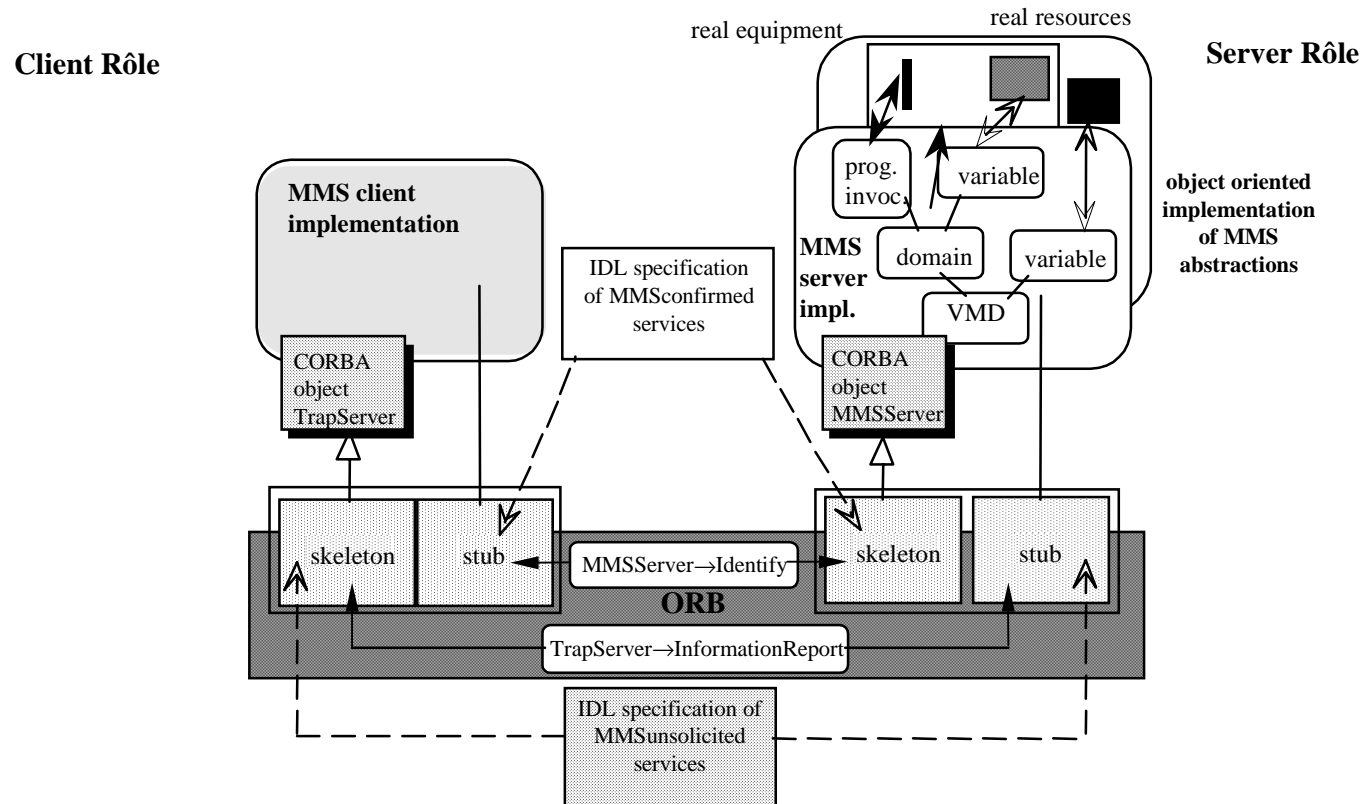 real resources
real equipment
Client Rôle
Server Rôle
MMS client
implementation
prog.
invoc.
variable
object oriented
implementation
of MMS
abstractions
IDL specification
of MMSconfirmed
services
MMS
server
impl.
domain
variable
VMD
CORBA
object
TrapServer
CORBA
object
MMSServer
skeleton
stub
MMSServer→Identify
skeleton
stub
ORB
TrapServer→InformationReport
IDL specification of
MMSunsolicited
services